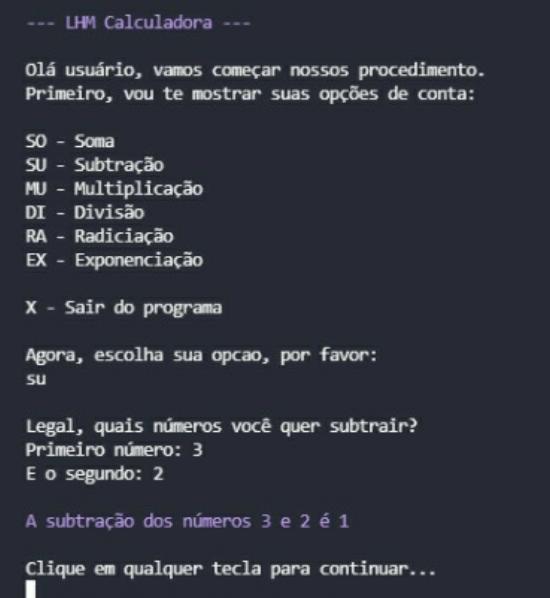 --- LHM Calculadora ---
Olá usuário, vamos começar nossos procedimento.
Primeiro, vou te mostrar suas opções de conta:
SO - Soma
SU - Subtração
MU - Multiplicação
DI - Divisão
RA - Radiciação
EX - Exponenciação
X - Sair do programa
Agora, escolha sua opcao, por favor:
su
Legal, quais números você quer subtrair?
Primeiro número: 3
E o segundo: 2
A subtração dos números 3 e 2 é 1
Clique em qualquer tecla para continuar...